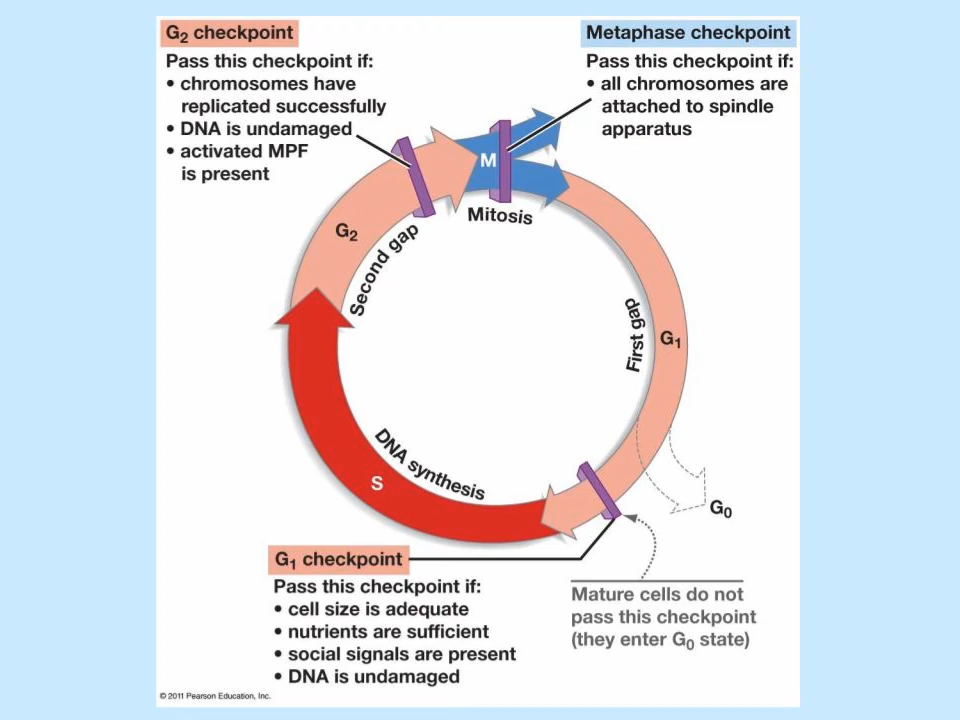 G₂ checkpoint
Pass this checkpoint if:
• chromosomes have
replicated successfully
• DNA is undamaged
• activated MPF
is present
Metaphase checkpoint
Pass this checkpoint if:
• all chromosomes are
attached to spindle
apparatus
M
Mitosis
G₂
Second gap
First gap
G₁
DNA synthesis
S
G₀
G₁ checkpoint
Pass this checkpoint if:
• cell size is adequate
• nutrients are sufficient
• social signals are present
• DNA is undamaged
Mature cells do not
pass this checkpoint
(they enter G₀ state)
© 2011 Pearson Education, Inc.